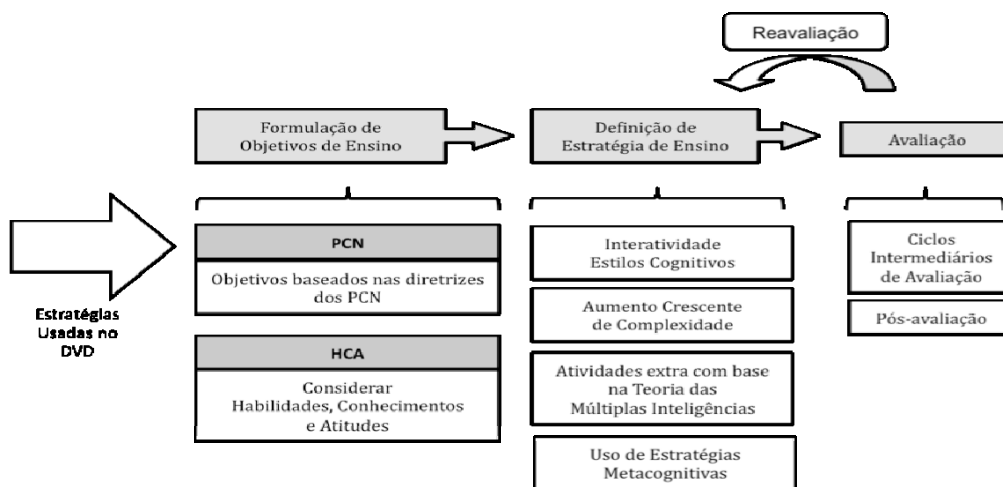 Reavaliação
Formulação de
Objetivos de Ensino
Definição de
Estratégia de Ensino
Avaliação
Estratégias
Usadas no
DVD
PCN
Objetivos baseados nas diretrizes
dos PCN
HCA
Considerar
Habilidades, Conhecimentos
e Atitudes
Interatividade
Estilos Cognitivos
Aumento Crescente
de Complexidade
Atividades extra com base
na Teoria das
Múltiplas Inteligências
Uso de Estratégias
Metacognitivas
Ciclos
Intermediários
de Avaliação
Pós-avaliação